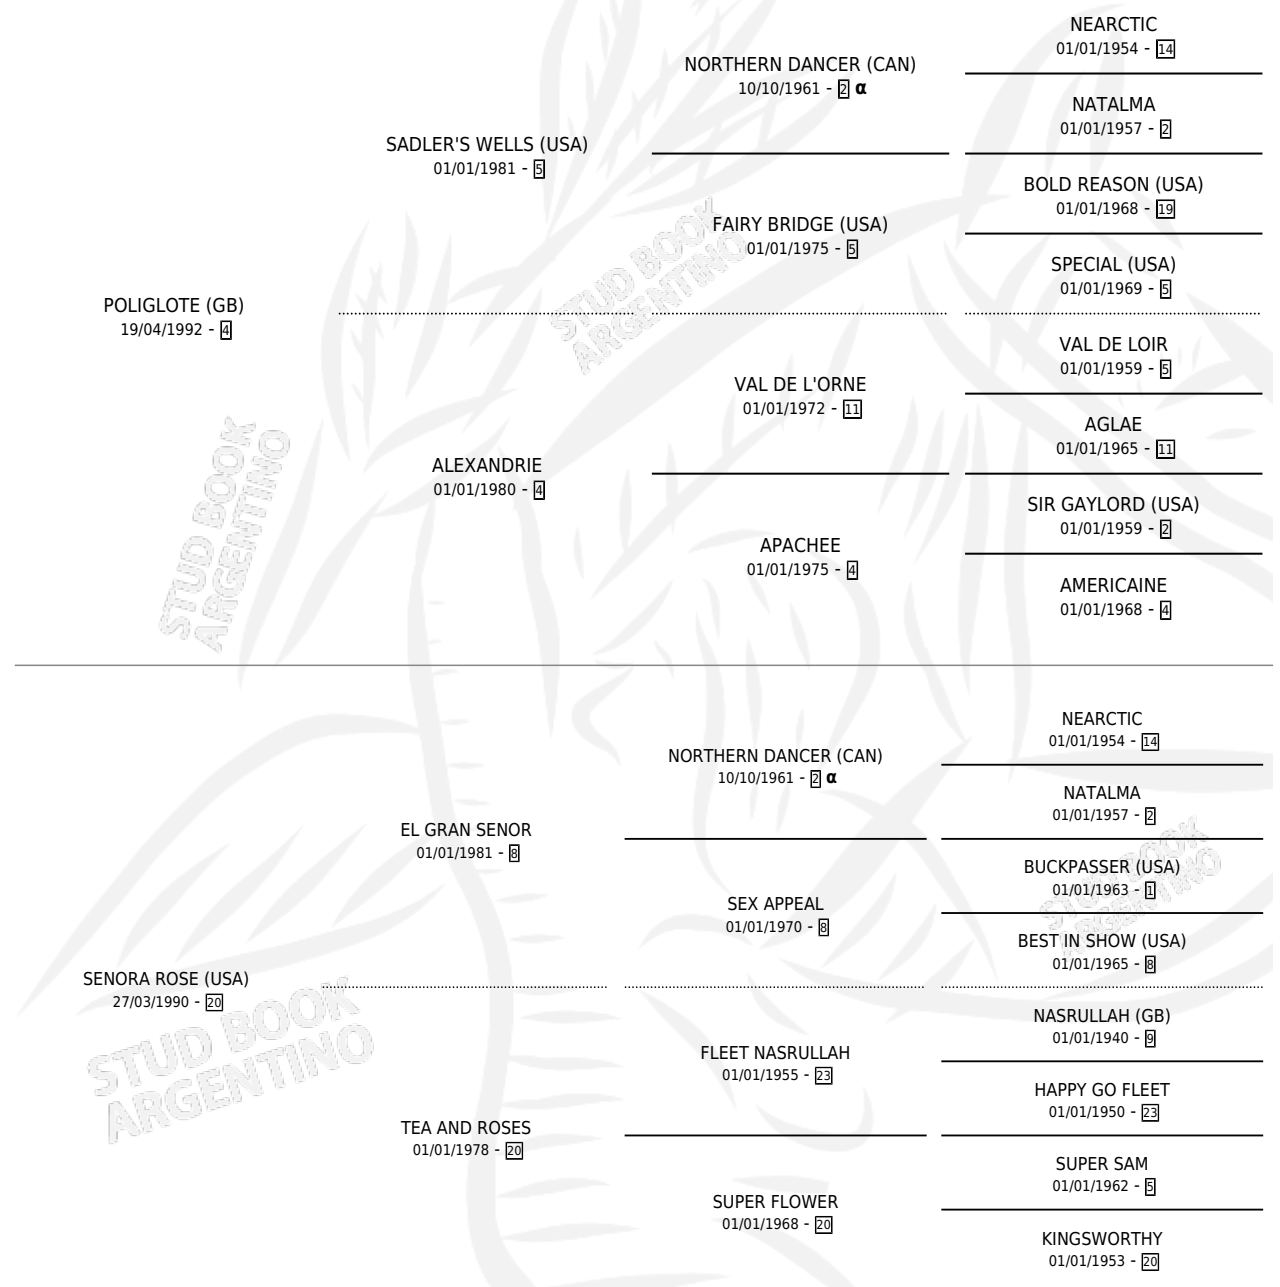 NEARCTIC
01/01/1954 - 14
NORTHERN DANCER (CAN)
10/10/1961 - 2 α
NATALMA
01/01/1957 - 2
SADLER'S WELLS (USA)
01/01/1981 - 5
BOLD REASON (USA)
01/01/1968 - 19
FAIRY BRIDGE (USA)
01/01/1975 - 5
SPECIAL (USA)
01/01/1969 - 5
STUD BOOK
ARGENTINO
POLIGLOTE (GB)
19/04/1992 - 4
VAL DE LOIR
01/01/1959 - 5
VAL DE L'ORNE
01/01/1972 - 11
AGLAE
01/01/1965 - 11
ALEXANDRIE
01/01/1980 - 4
SIR GAYLORD (USA)
01/01/1959 - 2
APACHEE
01/01/1975 - 4
AMERICAINE
01/01/1968 - 4
STUD BOOK
ARGENTINO
NEARCTIC
01/01/1954 - 14
NORTHERN DANCER (CAN)
10/10/1961 - 2 α
NATALMA
01/01/1957 - 2
EL GRAN SENOR
01/01/1981 - 8
BUCKPASSER (USA)
01/01/1963 - 1
SEX APPEAL
01/01/1970 - 8
BEST IN SHOW (USA)
01/01/1965 - 8
STUD BOOK
ARGENTINO
SENORA ROSE (USA)
27/03/1990 - 20
NASRULLAH (GB)
01/01/1940 - 9
FLEET NASRULLAH
01/01/1955 - 23
HAPPY GO FLEET
01/01/1950 - 23
TEA AND ROSES
01/01/1978 - 20
SUPER SAM
01/01/1962 - 5
SUPER FLOWER
01/01/1968 - 20
KINGSWORTHY
01/01/1953 - 20
STUD BOOK
ARGENTINO